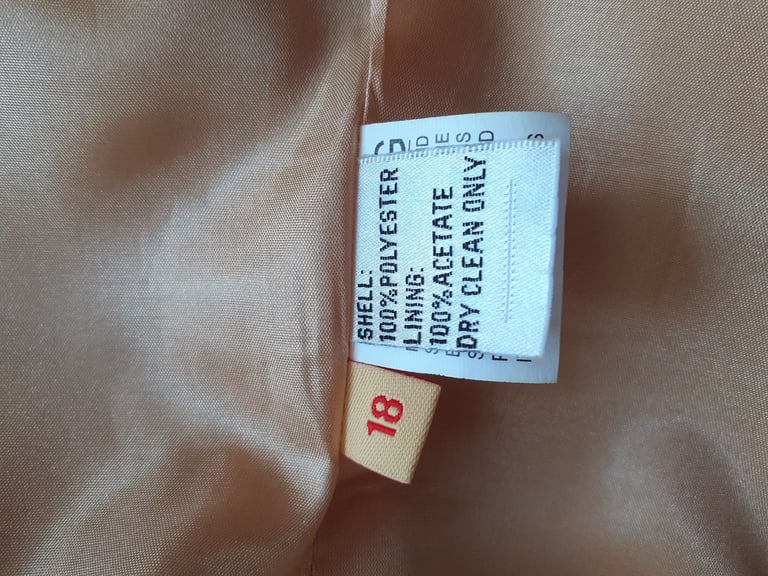 SHELL:
100% POLYESTER
LINING:
100% ACETATE
DRY CLEAN ONLY
18